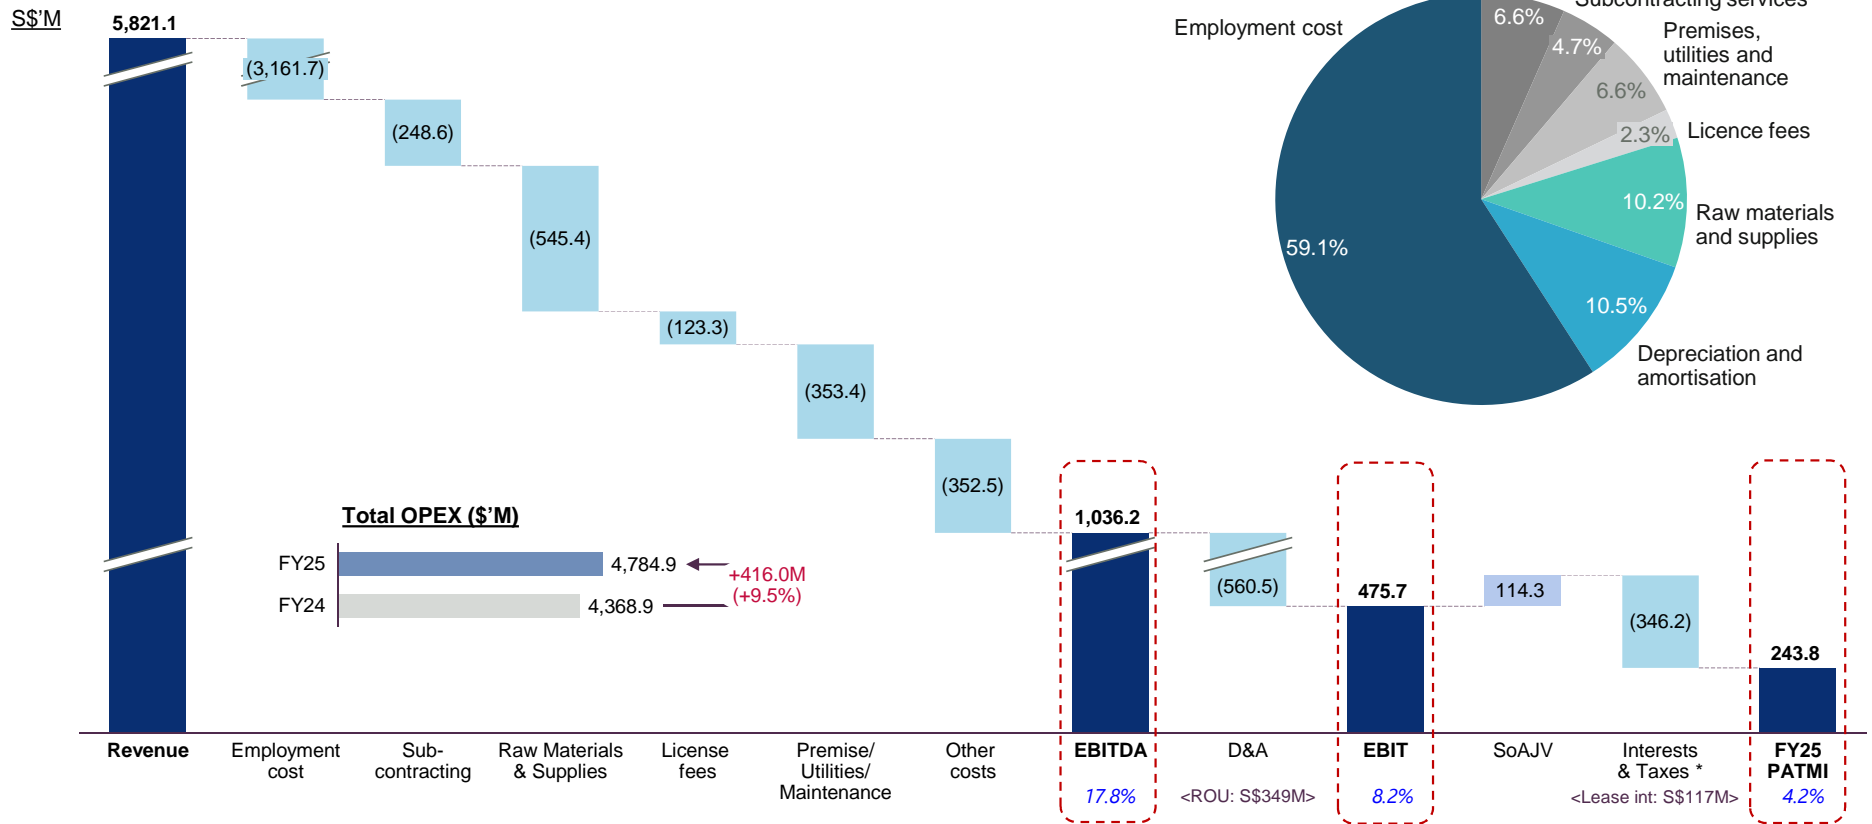 S$'M
5,821.1
(3,161.7)
(248.6)
(545.4)
(123.3)
(353.4)
(352.5)
1,036.2
(560.5)
475.7
114.3
(346.2)
243.8
Employment cost
Subcontracting services
Premises,
utilities and
maintenance
Licence fees
Raw materials
and supplies
Depreciation and
amortisation
6.6%
4.7%
6.6%
2.3%
10.2%
10.5%
59.1%
Total OPEX ($'M)
FY25
4,784.9
FY24
4,368.9
+416.0M
(+9.5%)
Revenue
Employment
cost
Sub-
contracting
Raw Materials
& Supplies
License
fees
Premise/
Utilities/
Maintenance
Other
costs
EBITDA
17.8%
D&A
<ROU: S$349M>
EBIT
8.2%
SoAJV
Interests
& Taxes *
<Lease int: S$117M>
FY25
PATMI
4.2%